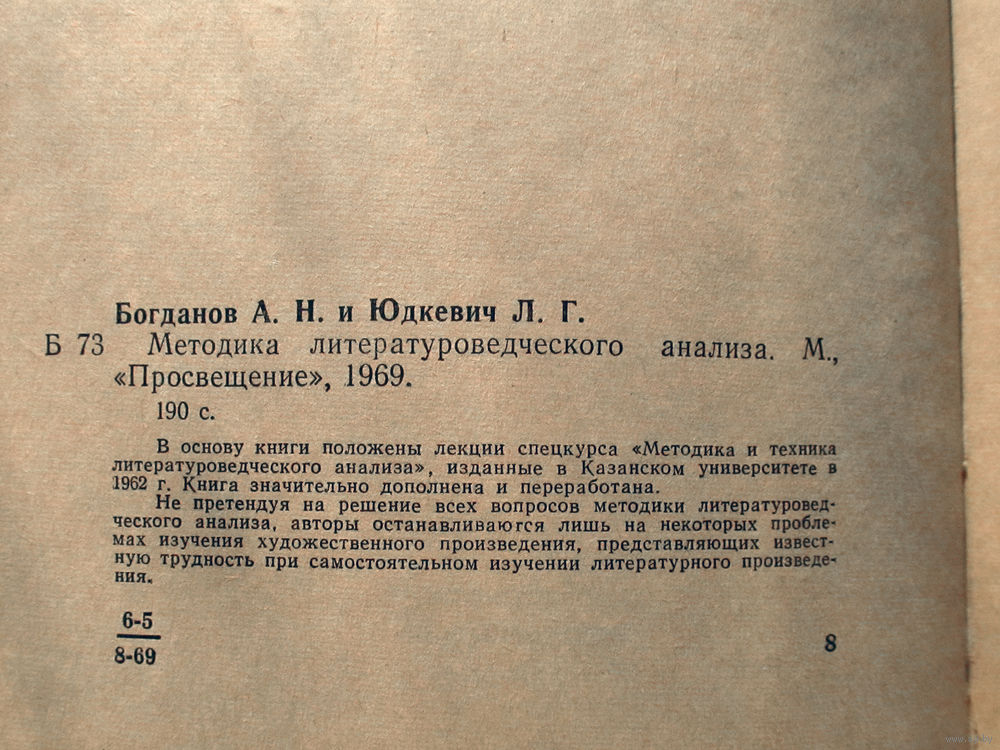 Богданов А. Н. и Юдкевич Л. Г.
Б 73 Методика литературоведческого анализа. М.,
«Просвещение», 1969.
190 с.
В основу книги положены лекции спецкурса «Методика и техника
литературоведческого анализа», изданные в Казанском университете в
1962 г. Книга значительно дополнена и переработана.
Не претендуя на решение всех вопросов методики литературовед-
ческого анализа, авторы останавливаются лишь на некоторых пробле-
мах изучения художественного произведения, представляющих извест-
ную трудность при самостоятельном изучении литературного произведе-
ния.
6-5
8-69
8